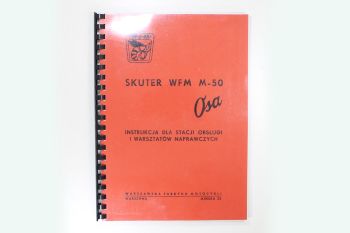 SKUTER WFM M-50
Osa
INSTRUKCJA DLA STACJI OBSŁUGI
I WARSZTATÓW NAPRAWCZYCH
WARSZAWSKA FABRYKA MOTOCYKLI
WARSZAWA